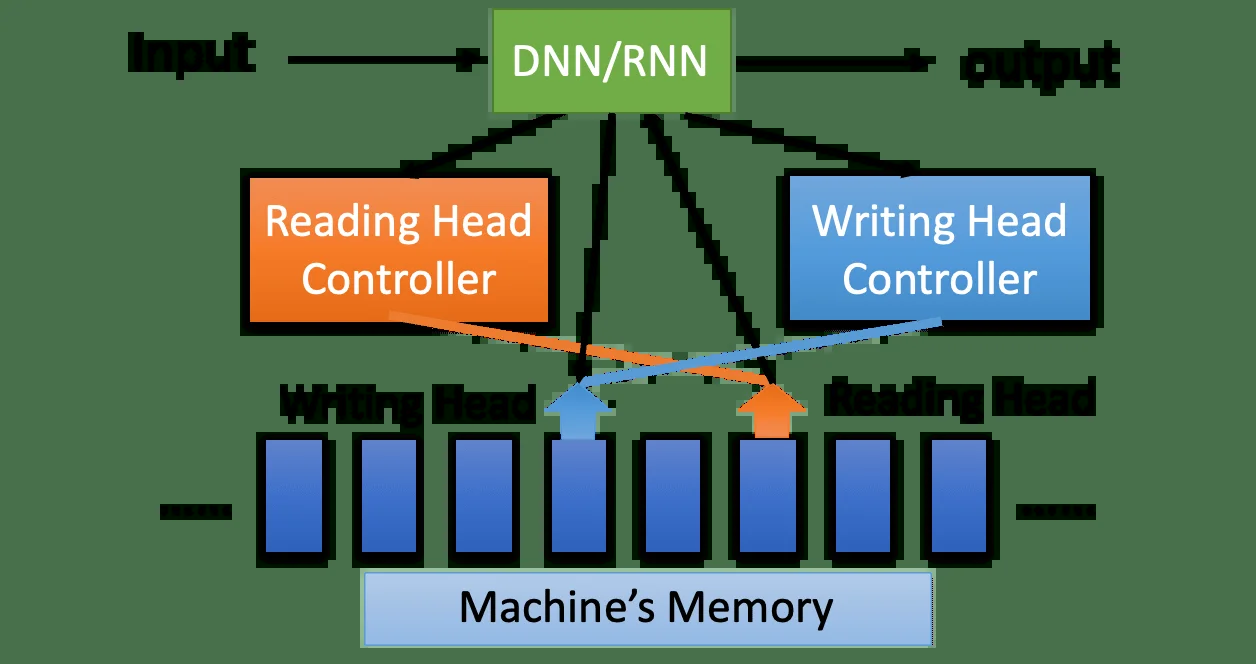 Input
DNN/RNN
output
Reading Head
Controller
Writing Head
Controller
Writing Head
Reading Head
......
......
Machine’s Memory